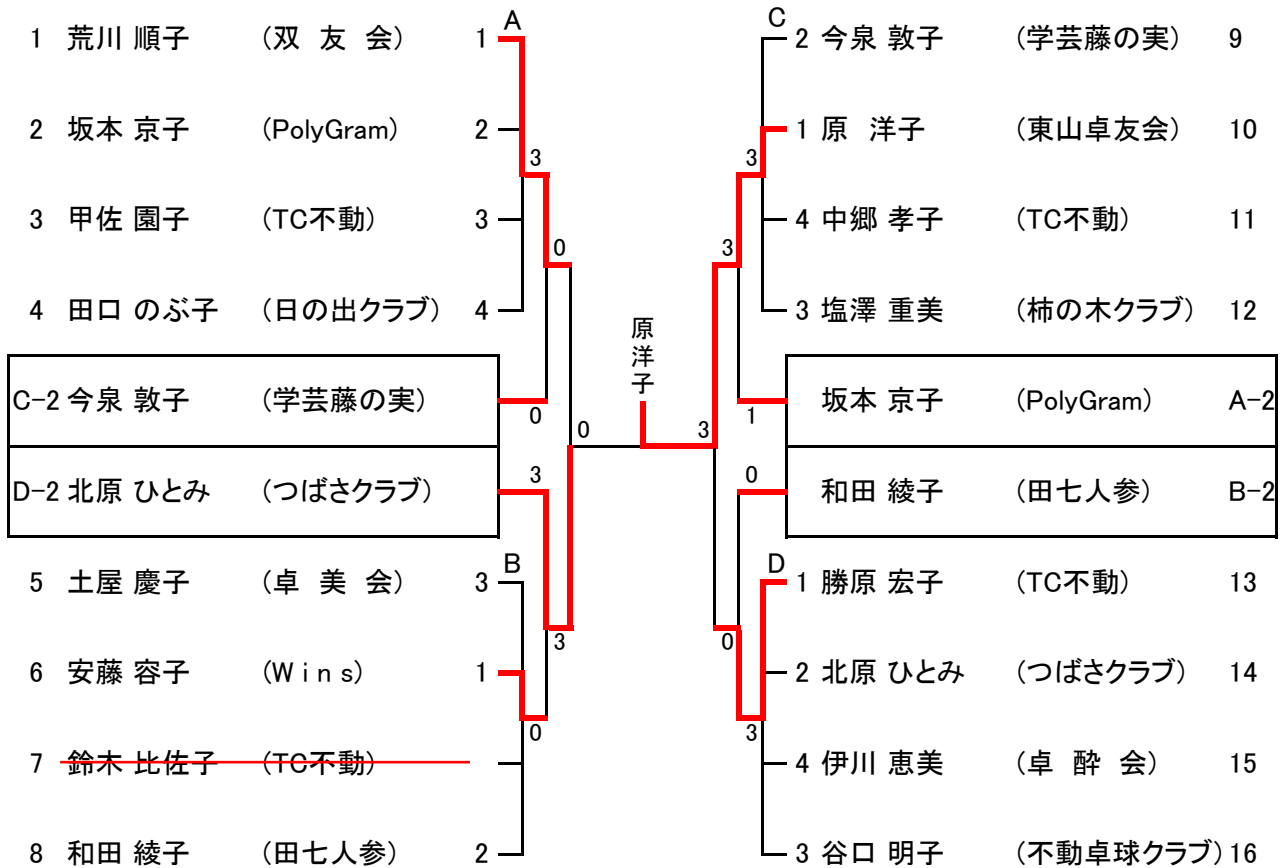 A
1 荒川 順子 (双 友 会) 1
2 坂本 京子 (PolyGram) 2
3
3 甲佐 園子 (TC不動) 3
0
4 田口 のぶ子 (日の出クラブ) 4
C-2 今泉 敦子 (学芸藤の実)
0
0
D-2 北原 ひとみ (つばさクラブ)
3
B
5 土屋 慶子 (卓 美 会) 3
3
6 安藤 容子 (Wins) 1
0
7 鈴木 比佐子 (TC不動)
8 和田 綾子 (田七人参) 2
原洋子
C
2 今泉 敦子 (学芸藤の実) 9
1 原 洋子 (東山卓友会) 10
3
4 中郷 孝子 (TC不動) 11
3
3 塩澤 重美 (柿の木クラブ) 12
坂本 京子 (PolyGram) A-2
1
3
0
和田 綾子 (田七人参) B-2
D
1 勝原 宏子 (TC不動) 13
0
2 北原 ひとみ (つばさクラブ) 14
3
4 伊川 恵美 (卓 酔 会) 15
3 谷口 明子 (不動卓球クラブ) 16